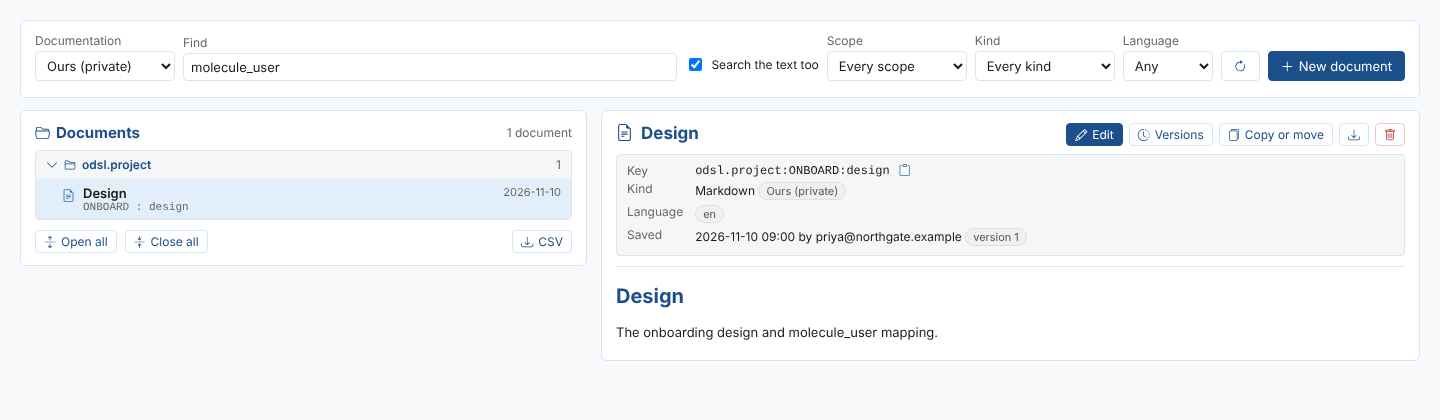 Documentation
Ours (private)
Find
molecule_user
Search the text too
Scope
Every scope
Kind
Every kind
Language
Any
New document
Documents
1 document
odsl.project
1
Design
2026-11-10
ONBOARD : design
Open all
Close all
CSV
Design
Edit
Versions
Copy or move
Key odsl.project:ONBOARD:design
Kind Markdown Ours (private)
Language en
Saved 2026-11-10 09:00 by priya@northgate.example version 1
Design
The onboarding design and molecule_user mapping.